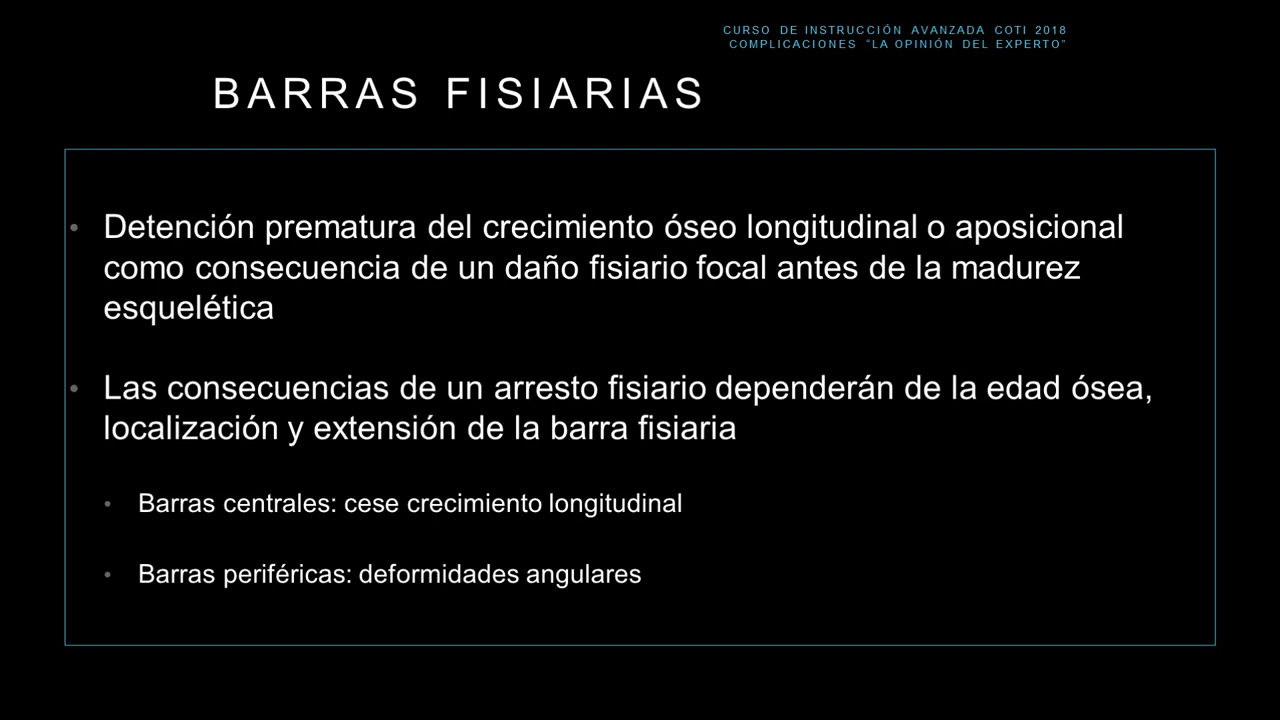 CURSO DE INSTRUCCIÓN AVANZADA COTI 2018
COMPLICACIONES “LA OPINIÓN DEL EXPERTO”
BARRAS FISIARIAS
• Detención prematura del crecimiento óseo longitudinal o aposicional
como consecuencia de un daño fisiario focal antes de la madurez
esquelética
• Las consecuencias de un arresto fisiario dependerán de la edad ósea,
localización y extensión de la barra fisiaria
• Barras centrales: cese crecimiento longitudinal
• Barras periféricas: deformidades angulares